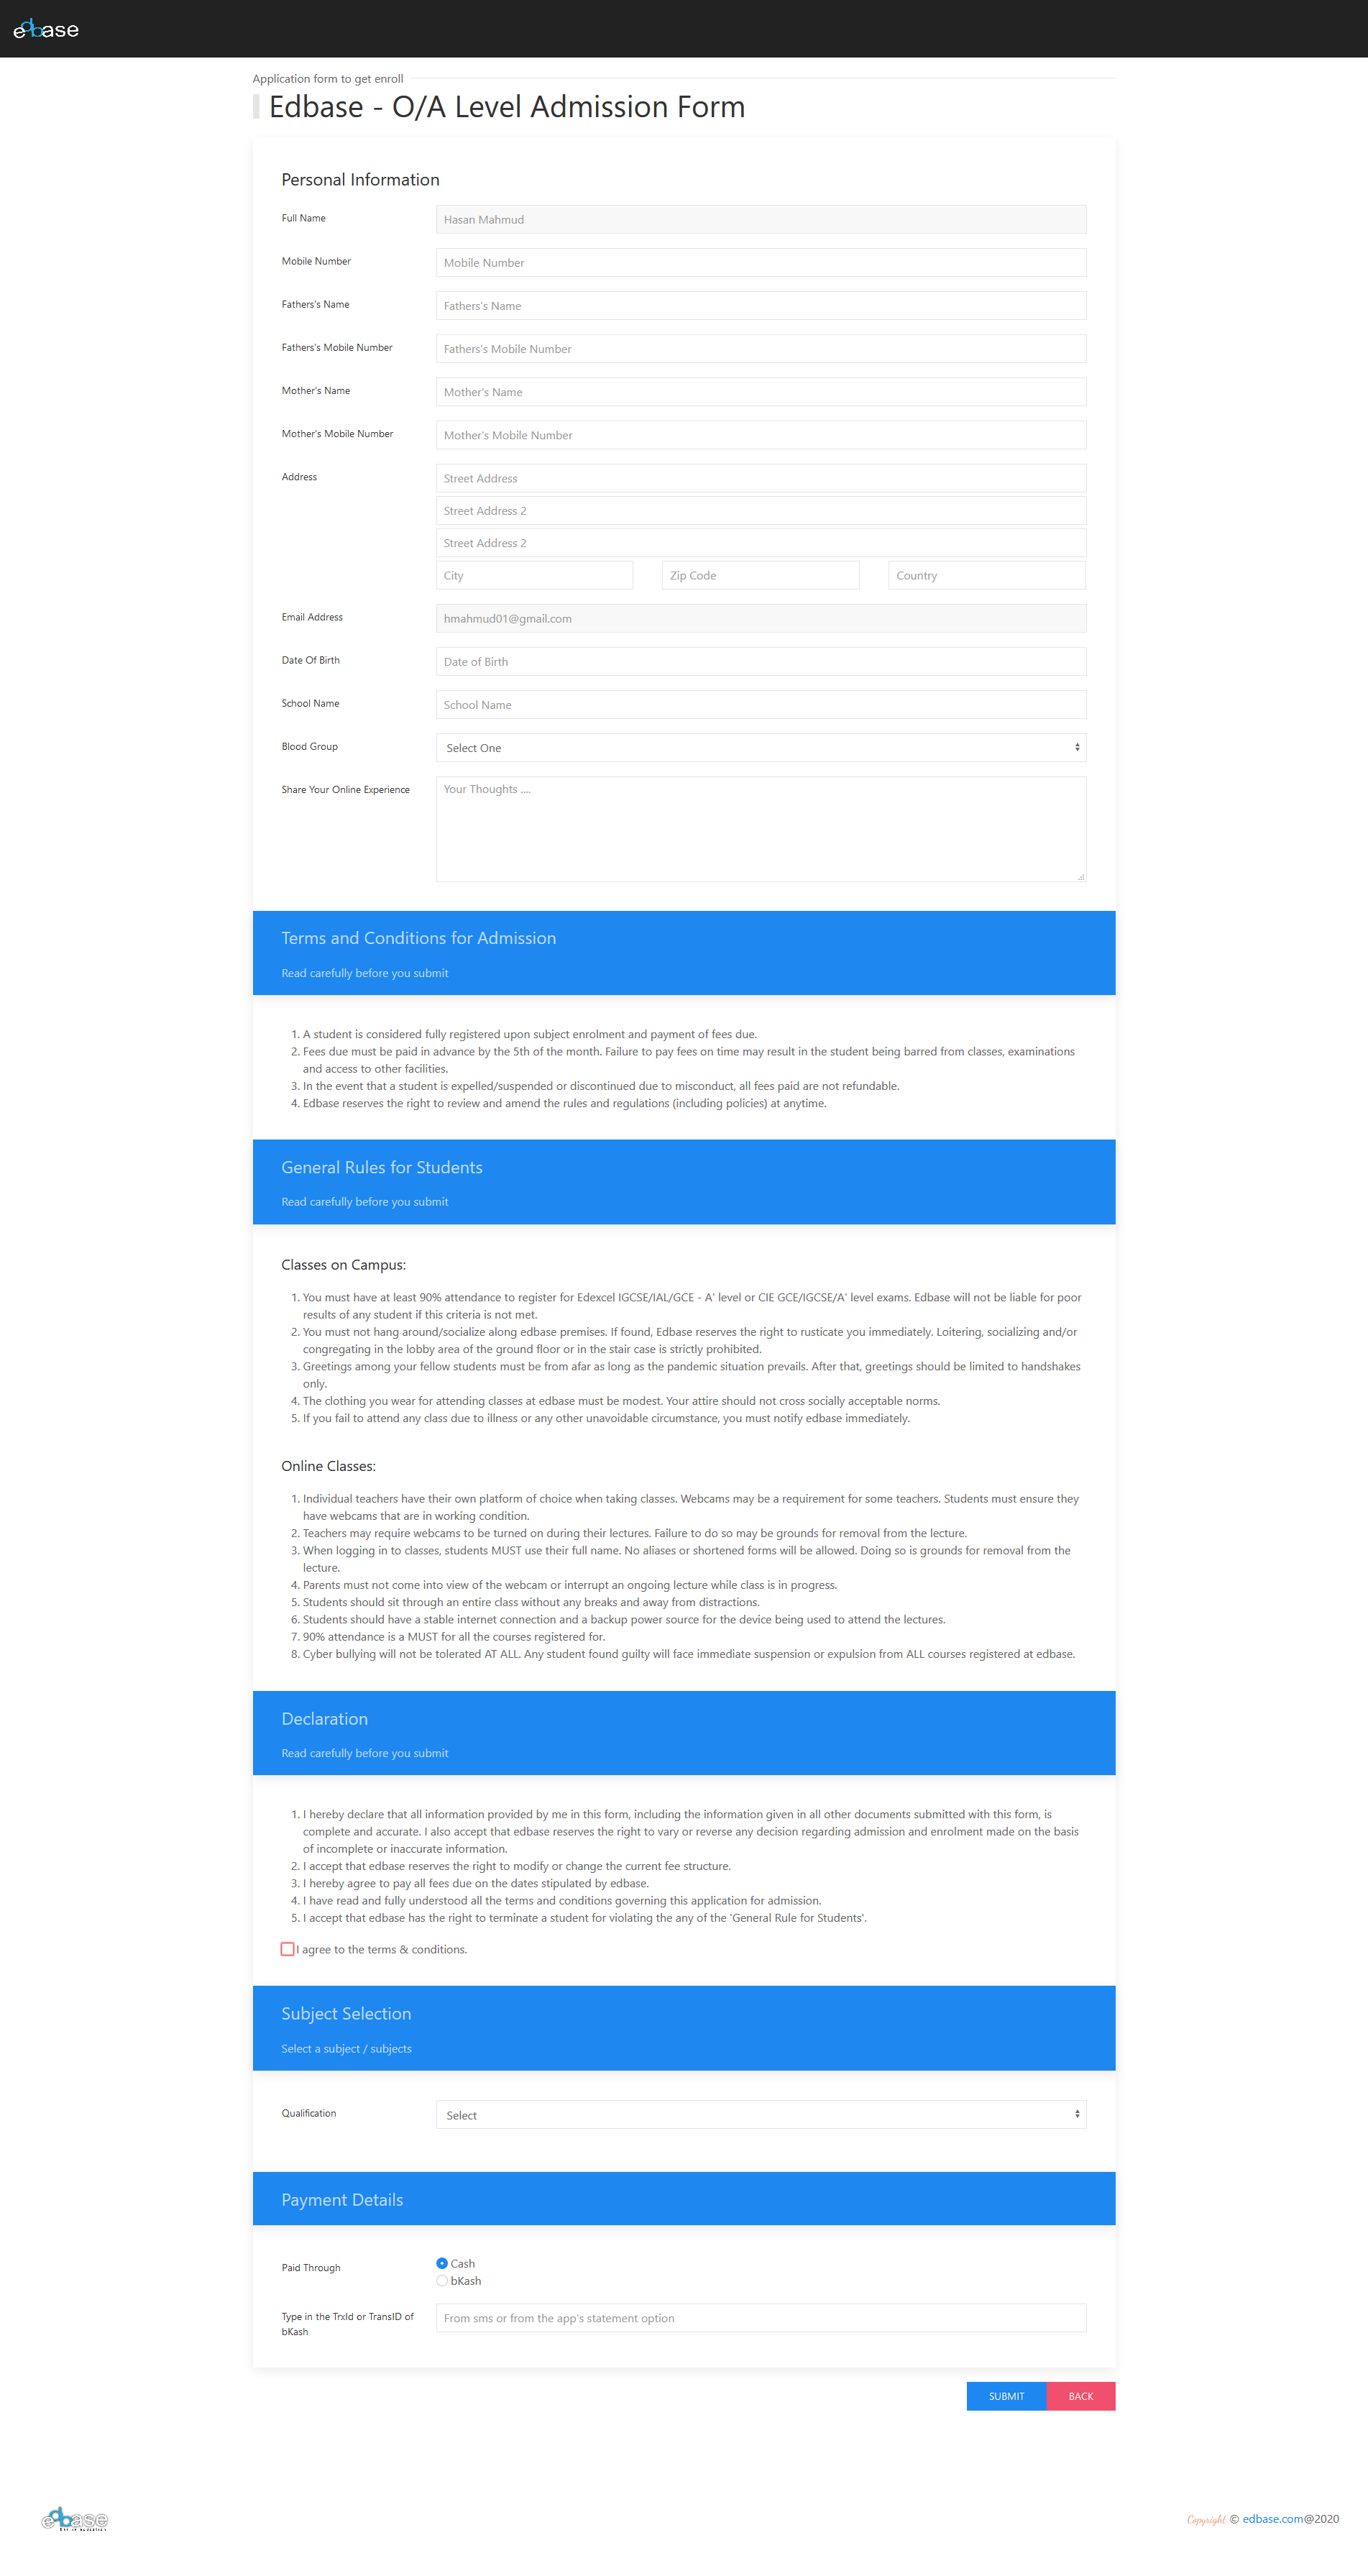 edbase
Application form to get enroll
Edbase - O/A Level Admission Form
Personal Information
Full Name
Hasan Mahmud
Mobile Number
Mobile Number
Fathers's Name
Fathers's Name
Fathers's Mobile Number
Fathers's Mobile Number
Mother's Name
Mother's Name
Mother's Mobile Number
Mother's Mobile Number
Address
Street Address
Street Address 2
Street Address 2
City Zip Code Country
Email Address
hmahmud01@gmail.com
Date Of Birth
Date of Birth
School Name
School Name
Blood Group
Select One
Share Your Online Experience
Your Thoughts ....
Terms and Conditions for Admission
Read carefully before you submit
1. A student is considered fully registered upon subject enrolment and payment of fees due.
2. Fees due must be paid in advance by the 5th of the month. Failure to pay fees on time may result in the student being barred from classes, examinations
and access to other facilities.
3. In the event that a student is expelled/suspended or discontinued due to misconduct, all fees paid are not refundable.
4. Edbase reserves the right to review and amend the rules and regulations (including policies) at anytime.
General Rules for Students
Read carefully before you submit
Classes on Campus:
1. You must have at least 90% attendance to register for Edexcel IGCSE/IAL/GCE - A' level or CIE GCE/IGCSE/A' level exams. Edbase will not be liable for poor
results of any student if this criteria is not met.
2. You must not hang around/socialize along edbase premises. If found, Edbase reserves the right to rusticate you immediately. Loitering, socializing and/or
congregating in the lobby area of the ground floor or in the stair case is strictly prohibited.
3. Greetings among your fellow students must be from afar as long as the pandemic situation prevails. After that, greetings should be limited to handshakes
only.
4. The clothing you wear for attending classes at edbase must be modest. Your attire should not cross socially acceptable norms.
5. If you fail to attend any class due to illness or any other unavoidable circumstance, you must notify edbase immediately.
Online Classes:
1. Individual teachers have their own platform of choice when taking classes. Webcams may be a requirement for some teachers. Students must ensure they
have webcams that are in working condition.
2. Teachers may require webcams to be turned on during their lectures. Failure to do so may be grounds for removal from the lecture.
3. When logging in to classes, students MUST use their full name. No aliases or shortened forms will be allowed. Doing so is grounds for removal from the
lecture.
4. Parents must not come into view of the webcam or interrupt an ongoing lecture while class is in progress.
5. Students should sit through an entire class without any breaks and away from distractions.
6. Students should have a stable internet connection and a backup power source for the device being used to attend the lectures.
7. 90% attendance is a MUST for all the courses registered for.
8. Cyber bullying will not be tolerated AT ALL. Any student found guilty will face immediate suspension or expulsion from ALL courses registered at edbase.
Declaration
Read carefully before you submit
1. I hereby declare that all information provided by me in this form, including the information given in all other documents submitted with this form, is
complete and accurate. I also accept that edbase reserves the right to vary or reverse any decision regarding admission and enrolment made on the basis
of incomplete or inaccurate information.
2. I accept that edbase reserves the right to modify or change the current fee structure.
3. I hereby agree to pay all fees due on the dates stipulated by edbase.
4. I have read and fully understood all the terms and conditions governing this application for admission.
5. I accept that edbase has the right to terminate a student for violating the any of the 'General Rule for Students'.
I agree to the terms & conditions.
Subject Selection
Select a subject / subjects
Qualification
Select
Payment Details
Paid Through
Cash
bKash
Type in the TrxId or TransID of
bKash
From sms or from the app's statement option
SUBMIT BACK
edbase
Copyright © edbase.com@2020